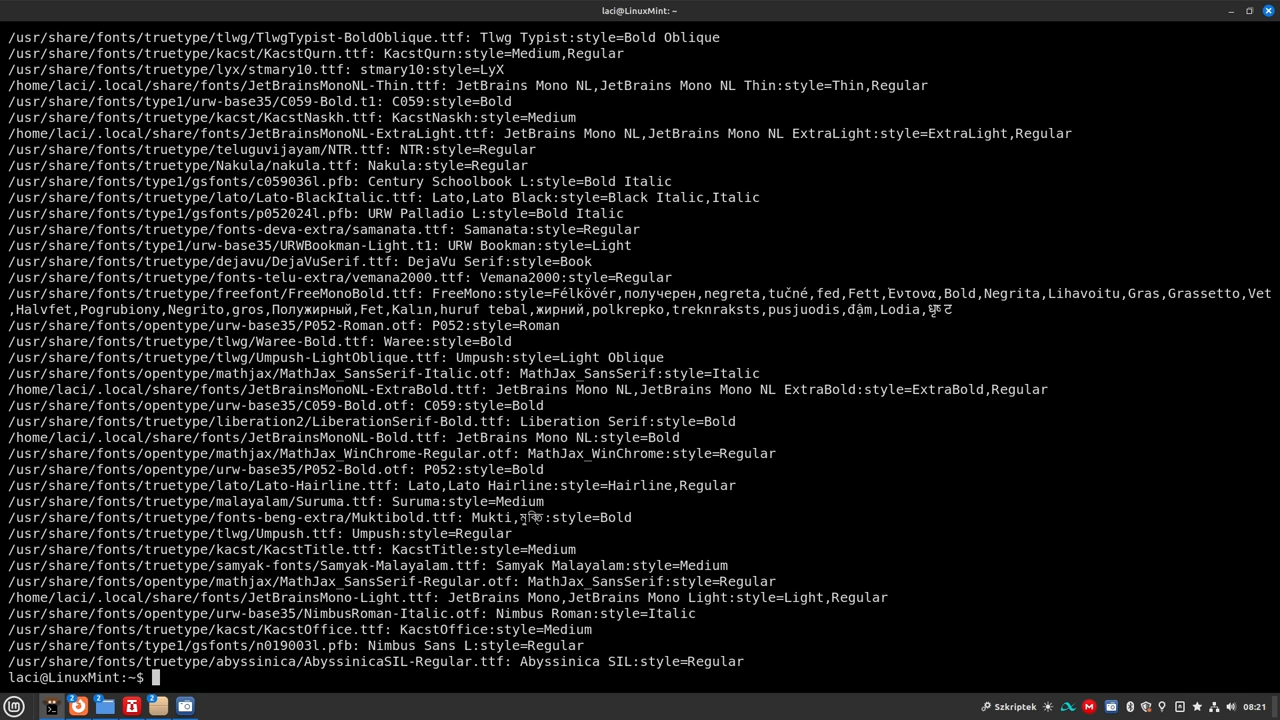 laci@LinuxMint: ~
/usr/share/fonts/truetype/tlwg/TlwgTypist-BoldOblique.ttf: Tlwg Typist:style=Bold Oblique
/usr/share/fonts/truetype/kacst/KacstQurn.ttf: KacstQurn:style=Medium,Regular
/usr/share/fonts/truetype/lyx/stmary10.ttf: stmary10:style=LyX
/home/laci/.local/share/fonts/JetBrainsMonoNL-Thin.ttf: JetBrains Mono NL,JetBrains Mono NL Thin:style=Thin,Regular
/usr/share/fonts/type1/urw-base35/C059-Bold.t1: C059:style=Bold
/usr/share/fonts/truetype/kacst/KacstNaskh.ttf: KacstNaskh:style=Medium
/home/laci/.local/share/fonts/JetBrainsMonoNL-ExtraLight.ttf: JetBrains Mono NL,JetBrains Mono NL ExtraLight:style=ExtraLight,Regular
/usr/share/fonts/truetype/teluguvijayam/NTR.ttf: NTR:style=Regular
/usr/share/fonts/truetype/Nakula/nakula.ttf: Nakula:style=Regular
/usr/share/fonts/type1/gsfonts/c059036l.pfb: Century Schoolbook L:style=Bold Italic
/usr/share/fonts/truetype/lato/Lato-BlackItalic.ttf: Lato,Lato Black:style=Black Italic,Italic
/usr/share/fonts/type1/gsfonts/p052024l.pfb: URW Palladio L:style=Bold Italic
/usr/share/fonts/truetype/fonts-deva-extra/samanata.ttf: Samanata:style=Regular
/usr/share/fonts/type1/urw-base35/URWBookman-Light.t1: URW Bookman:style=Light
/usr/share/fonts/truetype/dejavu/DejaVuSerif.ttf: DejaVu Serif:style=Book
/usr/share/fonts/truetype/fonts-telu-extra/vemana2000.ttf: Vemana2000:style=Regular
/usr/share/fonts/truetype/freefont/FreeMonoBold.ttf: FreeMono:style=Félkövér,получерен,negreta,tučné,fed,Fett,Έντονα,Bold,Negrita,Lihavoitu,Gras,Grassetto,Vet
,Halvfet,Pogrubiony,Negrito,gros,Полужирный,Fet,Kalın,huruf tebal,жирний,polkrepko,treknraksts,pusjuodis,đậm,Lodia,
/usr/share/fonts/opentype/urw-base35/P052-Roman.otf: P052:style=Roman
/usr/share/fonts/truetype/tlwg/Waree-Bold.ttf: Waree:style=Bold
/usr/share/fonts/truetype/tlwg/Umpush-LightOblique.ttf: Umpush:style=Light Oblique
/usr/share/fonts/opentype/mathjax/MathJax_SansSerif-Italic.otf: MathJax_SansSerif:style=Italic
/home/laci/.local/share/fonts/JetBrainsMonoNL-ExtraBold.ttf: JetBrains Mono NL,JetBrains Mono NL ExtraBold:style=ExtraBold,Regular
/usr/share/fonts/opentype/urw-base35/C059-Bold.otf: C059:style=Bold
/usr/share/fonts/truetype/liberation2/LiberationSerif-Bold.ttf: Liberation Serif:style=Bold
/home/laci/.local/share/fonts/JetBrainsMonoNL-Bold.ttf: JetBrains Mono NL:style=Bold
/usr/share/fonts/opentype/mathjax/MathJax_WinChrome-Regular.otf: MathJax_WinChrome:style=Regular
/usr/share/fonts/opentype/urw-base35/P052-Bold.otf: P052:style=Bold
/usr/share/fonts/truetype/lato/Lato-Hairline.ttf: Lato,Lato Hairline:style=Hairline,Regular
/usr/share/fonts/truetype/malayalam/Suruma.ttf: Suruma:style=Medium
/usr/share/fonts/truetype/fonts-beng-extra/Muktibold.ttf: Mukti,মুক্তি:style=Bold
/usr/share/fonts/truetype/tlwg/Umpush.ttf: Umpush:style=Regular
/usr/share/fonts/truetype/kacst/KacstTitle.ttf: KacstTitle:style=Medium
/usr/share/fonts/truetype/samyak-fonts/Samyak-Malayalam.ttf: Samyak Malayalam:style=Medium
/usr/share/fonts/opentype/mathjax/MathJax_SansSerif-Regular.otf: MathJax_SansSerif:style=Regular
/home/laci/.local/share/fonts/JetBrainsMono-Light.ttf: JetBrains Mono,JetBrains Mono Light:style=Light,Regular
/usr/share/fonts/opentype/urw-base35/NimbusRoman-Italic.otf: Nimbus Roman:style=Italic
/usr/share/fonts/truetype/kacst/KacstOffice.ttf: KacstOffice:style=Medium
/usr/share/fonts/type1/gsfonts/n019003l.pfb: Nimbus Sans L:style=Regular
/usr/share/fonts/truetype/abyssinica/AbyssinicaSIL-Regular.ttf: Abyssinica SIL:style=Regular
laci@LinuxMint:~$
2 2 2 Szkriptek 08:21